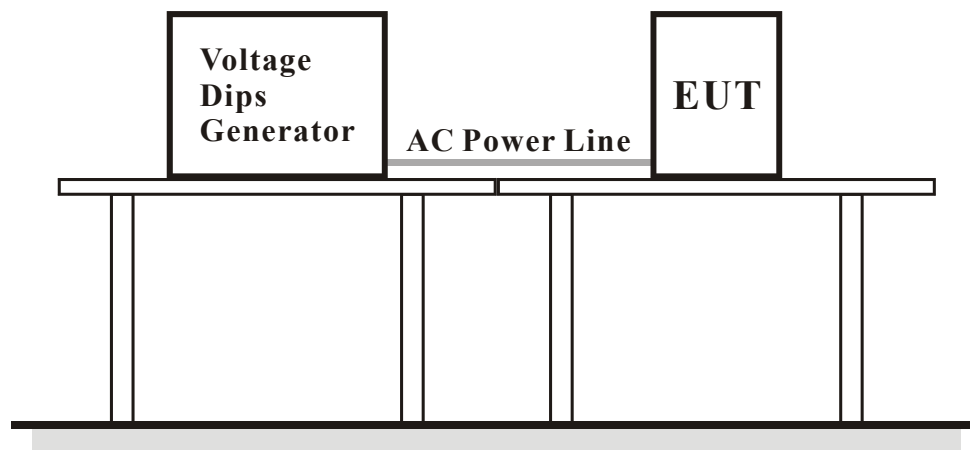 Voltage
Dips
Generator
EUT
AC Power Line